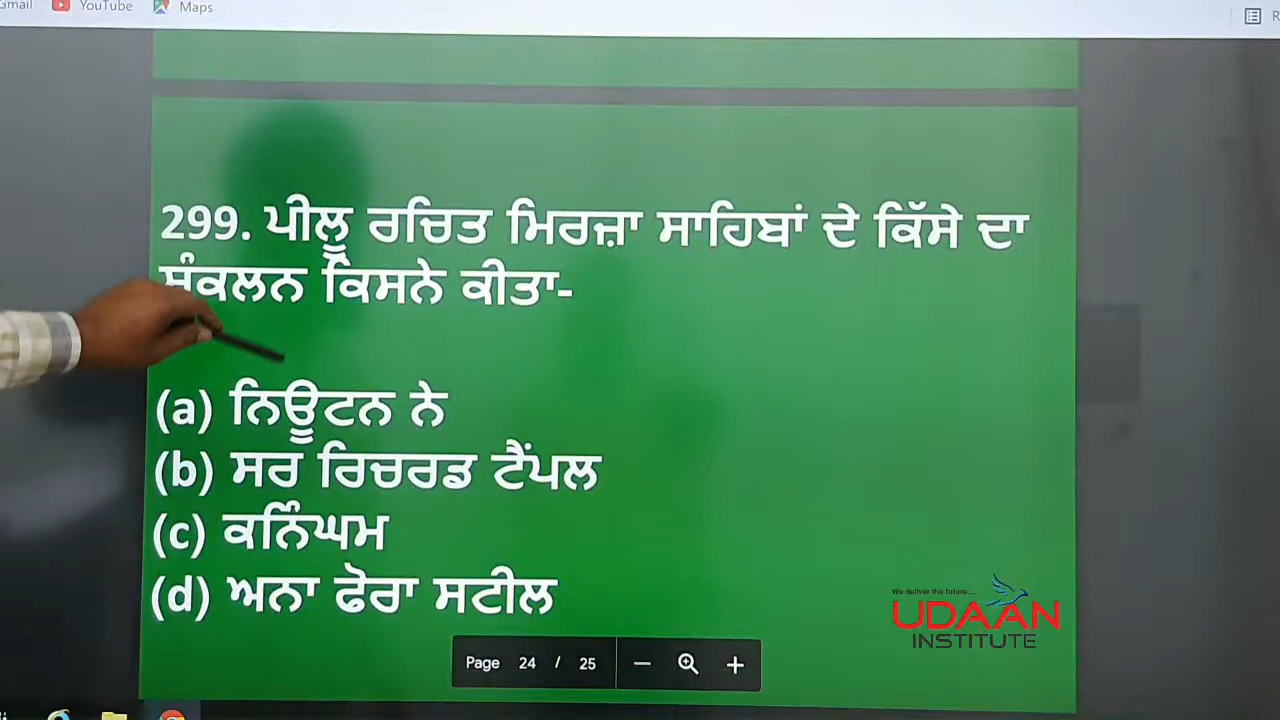 Gmail
YouTube
Maps
299. ਪੀਲੂ ਰਚਿਤ ਮਿਰਜ਼ਾ ਸਾਹਿਬਾਂ ਦੇ ਕਿੱਸੇ ਦਾ
ਸੰਕਲਨ ਕਿਸਨੇ ਕੀਤਾ-
(a) ਨਿਊਟਨ ਨੇ
(b) ਸਰ ਰਿਚਰਡ ਟੈਂਪਲ
(c) ਕਨਿੰਘਮ
(d) ਅਨਾ ਫੋਰਾ ਸਟੀਲ
We deliver the future....
UDAAN
INSTITUTE
Page 24 / 25